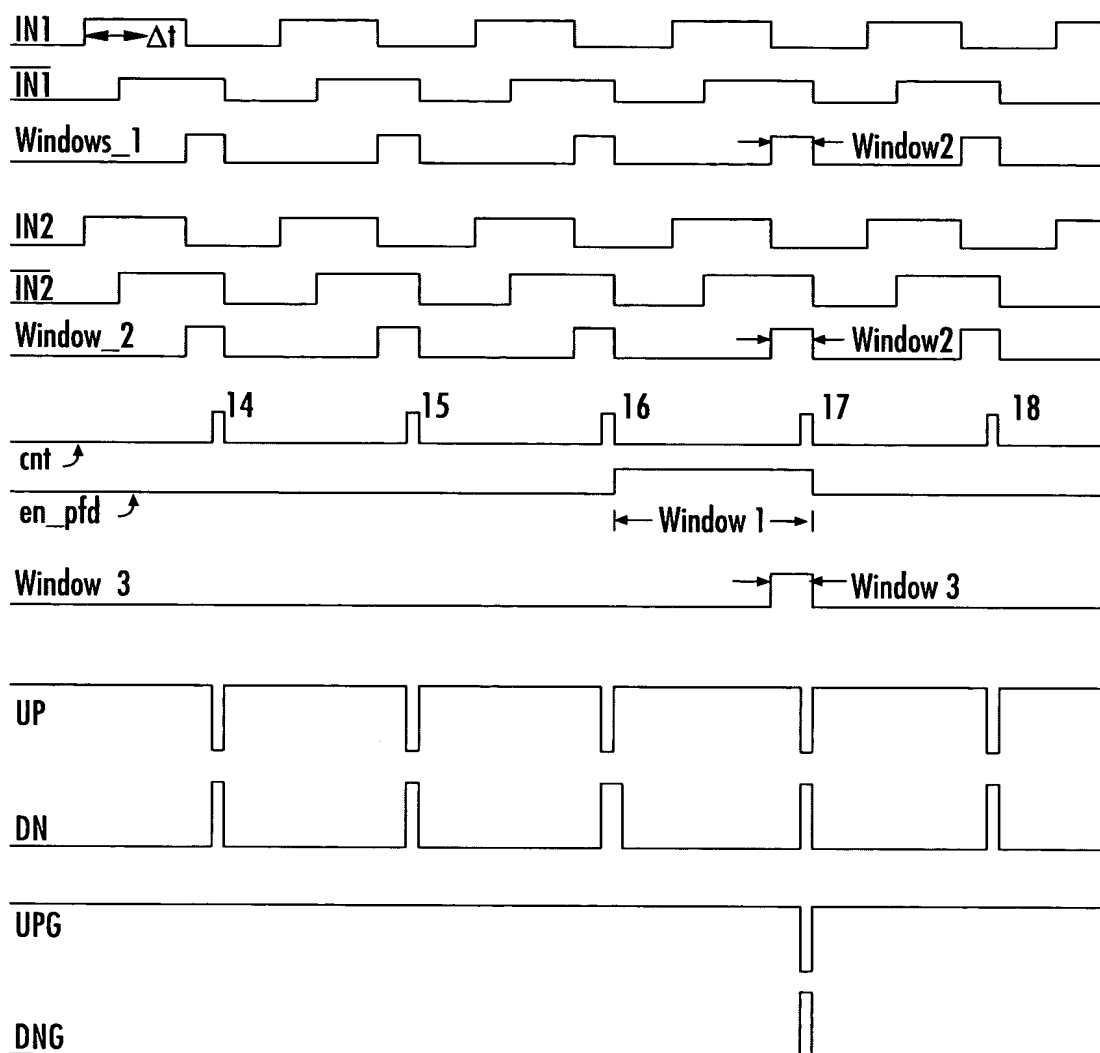 IN1
Δt
IN1
Windows_1
Window2
IN2
IN2
Window_2
Window2
14 15 16 17 18
cnt
en_pfd
Window 1
Window 3
Window 3
UP
DN
UPG
DNG